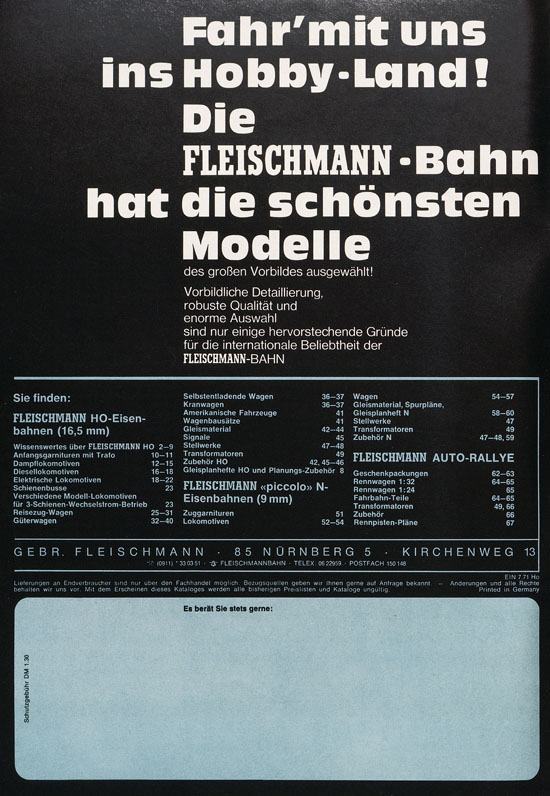 Fahr' mit uns
ins Hobby-Land!
Die
FLEISCHMANN-Bahn
hat die schönsten
Modelle
des großen Vorbildes ausgewählt!
Vorbildliche Detaillierung,
robuste Qualität und
enorme Auswahl
sind nur einige hervorstechende Gründe
für die internationale Beliebtheit der
FLEISCHMANN-BAHN
Sie finden:
FLEISCHMANN HO-Eisen-
bahnen (16,5 mm)
Wissenswertes über FLEISCHMANN HO 2–9
Anfangsgarnituren mit Trafo 10–11
Dampflokomotiven 12–15
Diesellokomotiven 16–18
Elektrische Lokomotiven 18–22
Schienenbusse 23
Verschiedene Modell-Lokomotiven
für 3-Schienen-Wechselstrom-Betrieb 23
Reisezug-Wagen 25–31
Güterwagen 32–40
Selbstentladende Wagen 36–37
Kranwagen 36–37
Amerikanische Fahrzeuge 41
Wagenbausätze 41
Gleismaterial 42–44
Signale 45
Stellwerke 47–48
Transformatoren 49
Zubehör HO 42, 45–46
Gleisplanhefte HO und Planungs-Zubehör 8
FLEISCHMANN «piccolo» N-
Eisenbahnen (9 mm)
Zuggarnituren 51
Lokomotiven 52–54
Wagen 54–57
Gleismaterial, Spurpläne,
Gleisplanheft N 58–60
Stellwerke 47
Transformatoren 49
Zubehör N 47–48, 59
FLEISCHMANN AUTO-RALLYE
Geschenkpackungen 62–63
Rennwagen 1:32 64–65
Rennwagen 1:24 65
Fahrbahn-Teile 64–65
Transformatoren 49, 66
Zubehör 66
Rennpisten-Pläne 67
GEBR. FLEISCHMANN · 85 NÜRNBERG 5 · KIRCHENWEG 13
(0911) * 33 03 51 · FLEISCHMANNBAHN · TELEX 06 22959 · POSTFACH 150 148
EIN 7.71 Ho
Lieferungen an Endverbraucher sind nur über den Fachhandel möglich. Bezugsquellen geben wir Ihnen gerne auf Anfrage bekannt. — Änderungen und alle Rechte
behalten wir uns vor. Mit dem Erscheinen dieses Kataloges werden alle bisherigen Preislisten und Kataloge ungültig. Printed in Germany
Es berät Sie stets gerne:
Schutzgebühr DM 1.30